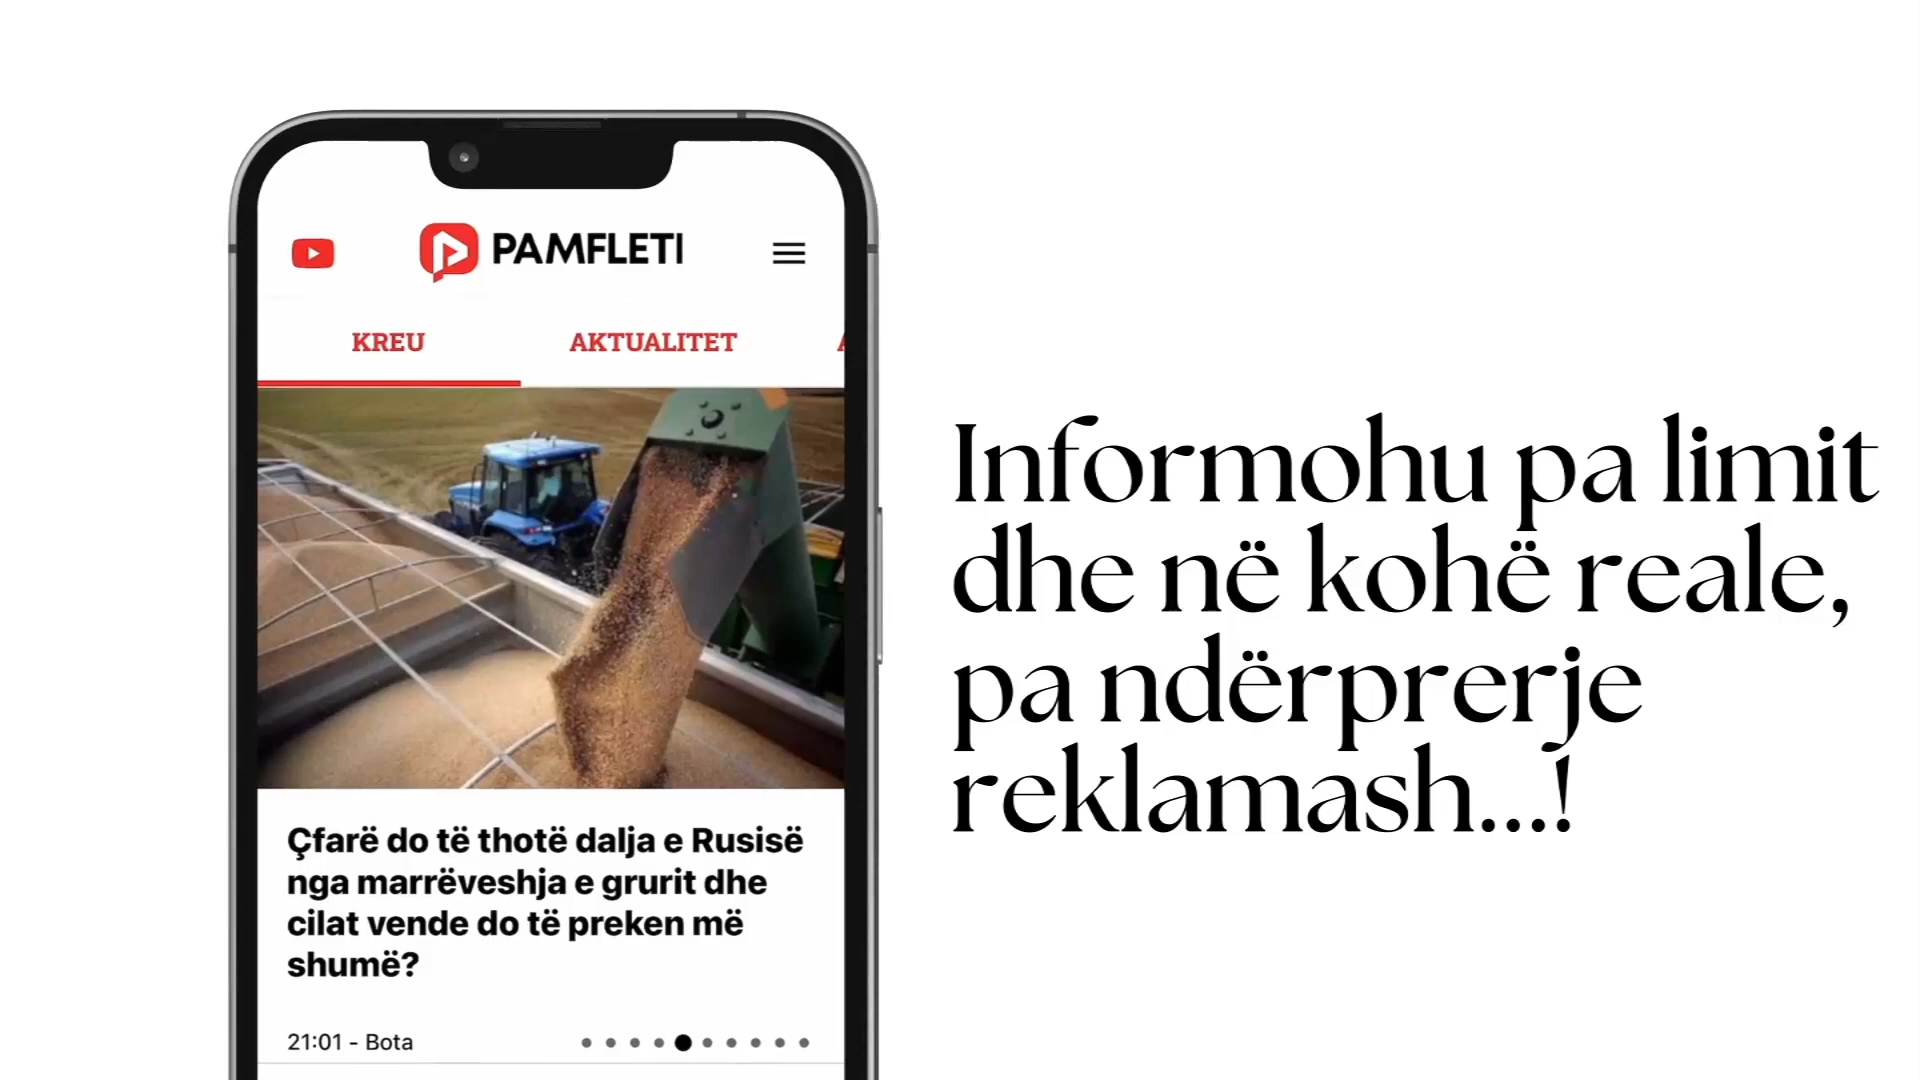 PAMFLETI
KREU
AKTUALITET
Informohu pa limit
dhe në kohë reale,
pa ndërprerje
reklamash...!
Çfarë do të thotë dalja e Rusisë
nga marrëveshja e grurit dhe
cilat vende do të preken më
shumë?
21:01 - Bota